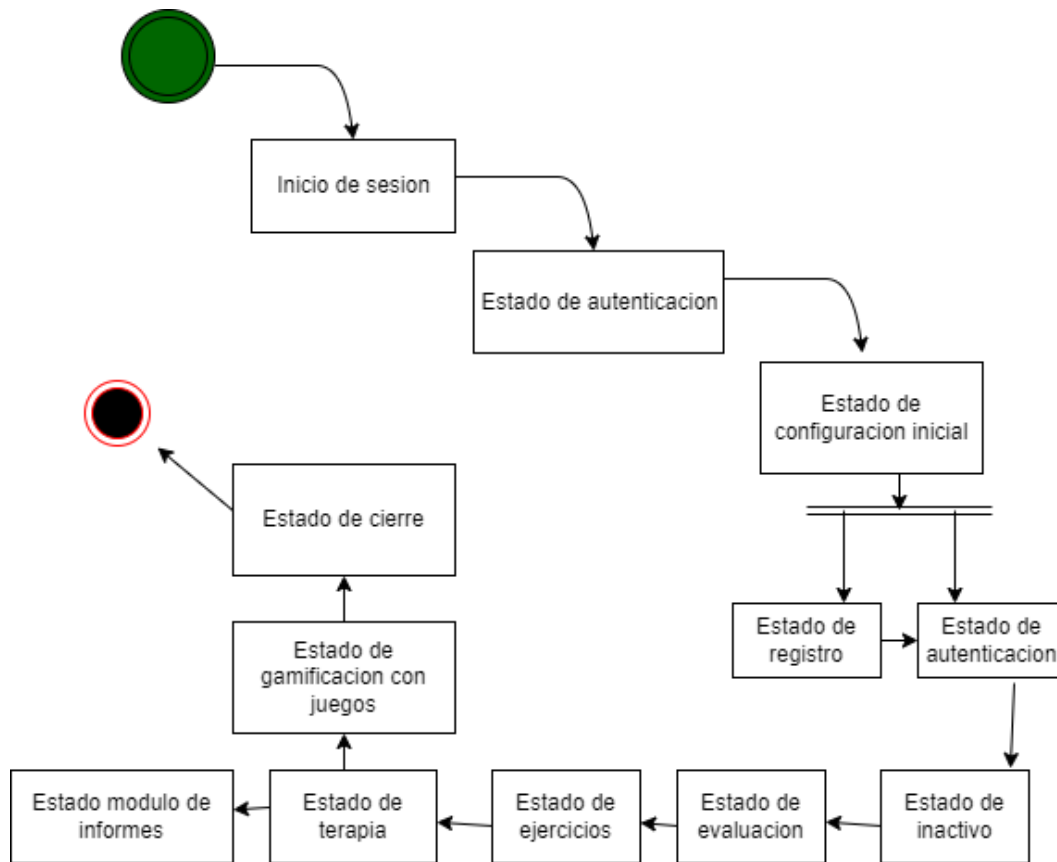 Inicio de sesion
Estado de autenticacion
Estado de
configuracion inicial
Estado de cierre
Estado de
gamificacion con
juegos
Estado de
registro
Estado de
autenticacion
Estado modulo de
informes
Estado de
terapia
Estado de
ejercicios
Estado de
evaluacion
Estado de
inactivo